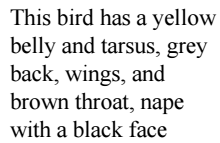 This bird has a yellow
belly and tarsus, grey
back, wings, and
brown throat, nape
with a black face